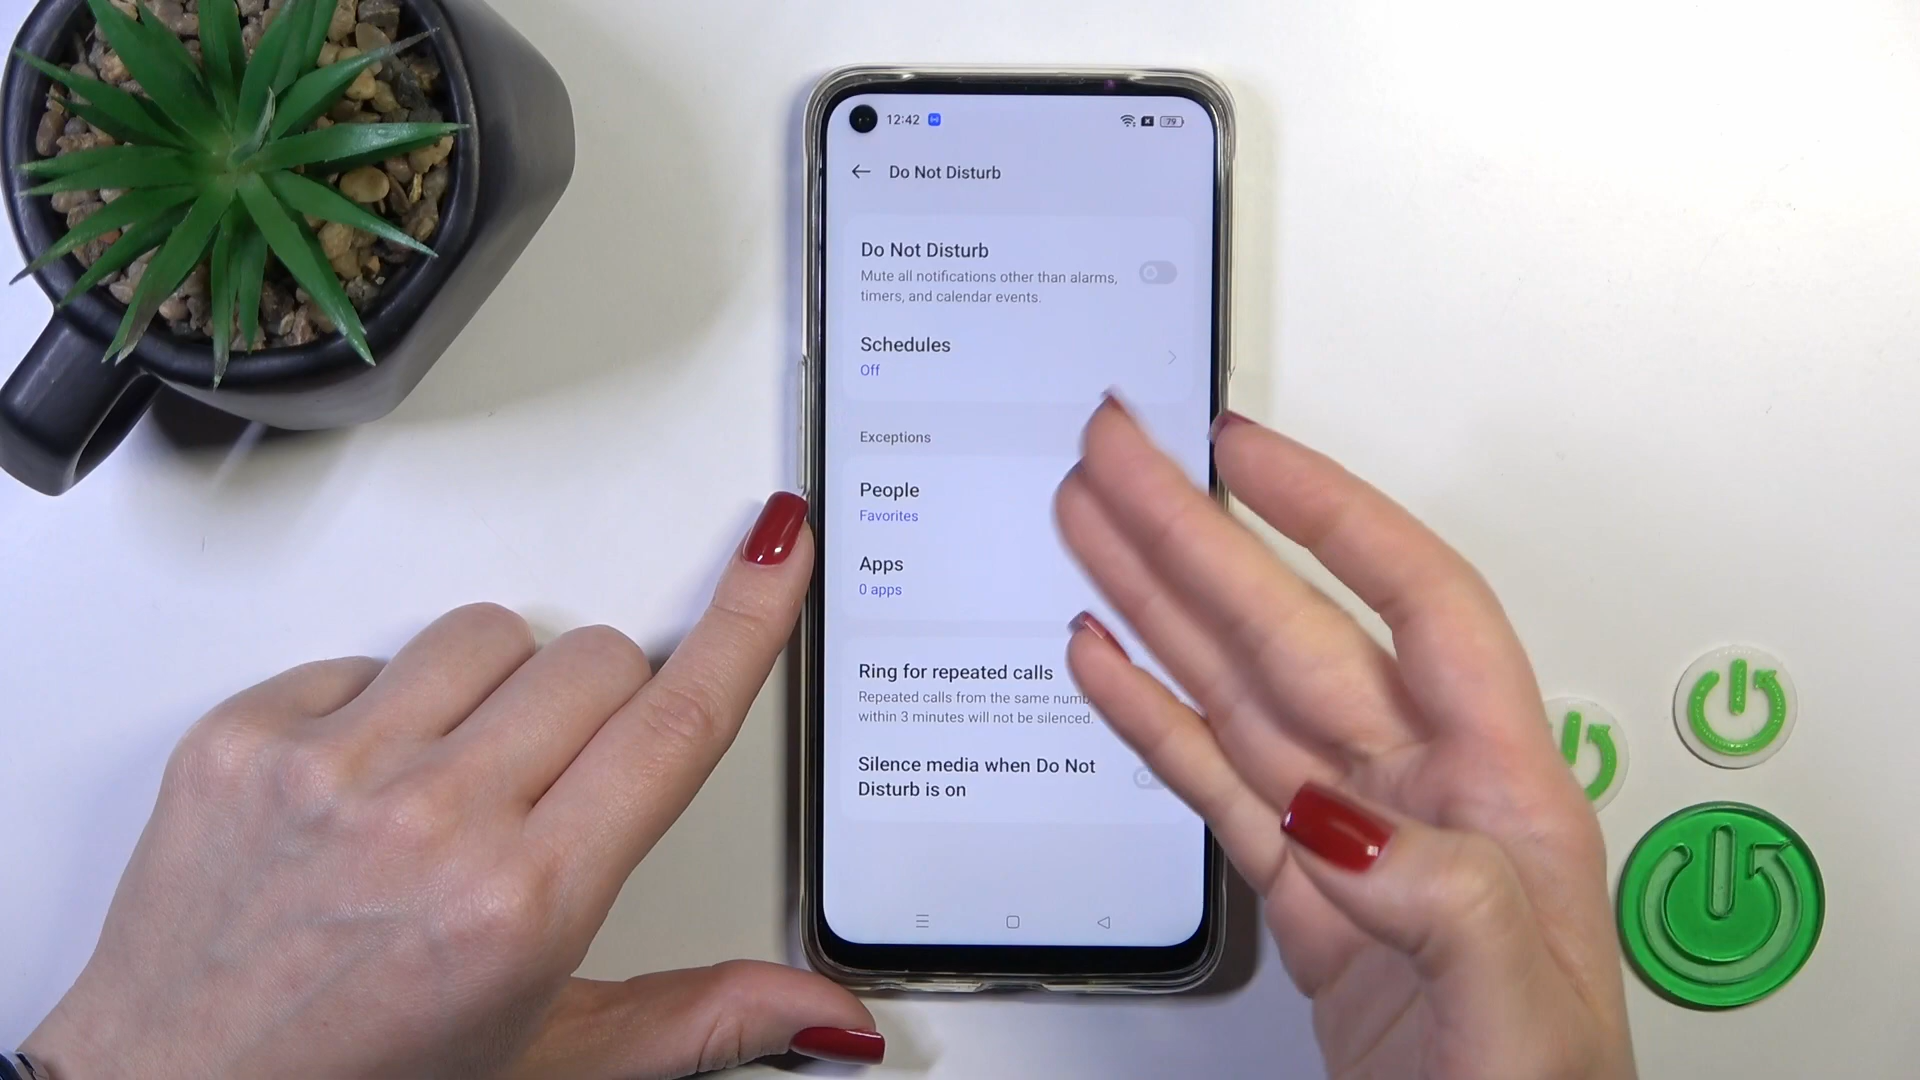 12:42
79
Do Not Disturb
Do Not Disturb
Mute all notifications other than alarms,
timers, and calendar events.
Schedules
Off
Exceptions
People
Favorites
Apps
0 apps
Ring for repeated calls
Repeated calls from the same
within 3 minutes will not be silenced.
Silence media when Do Not
Disturb is on